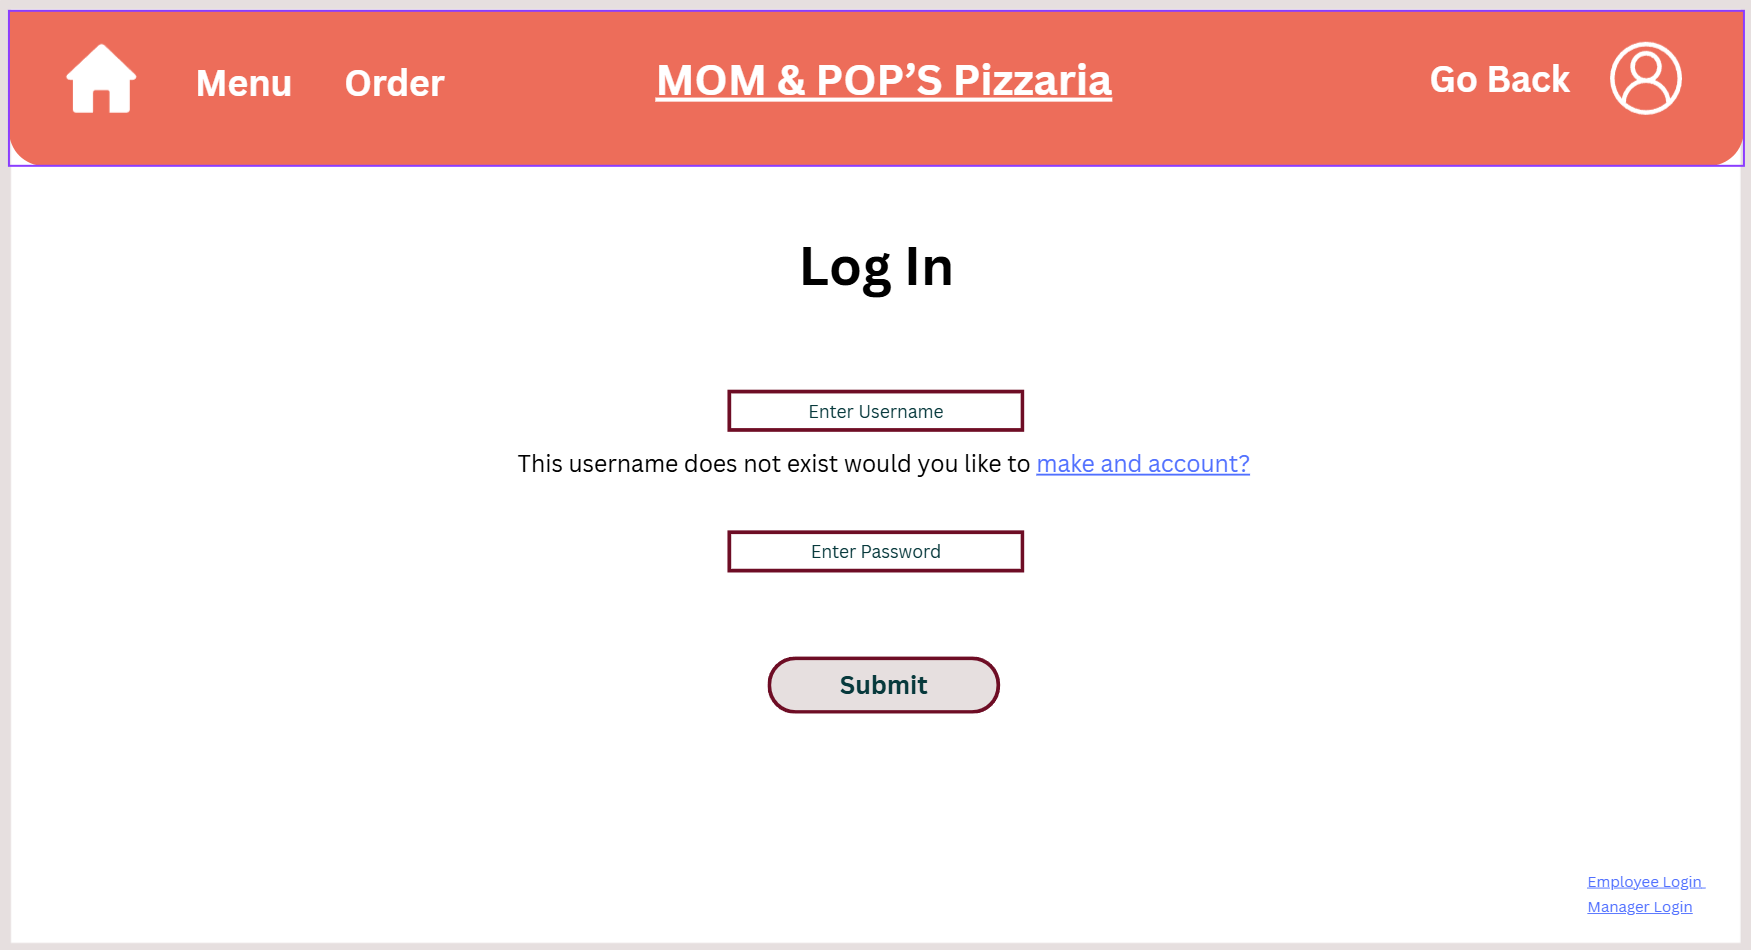 Menu Order MOM & POP’S Pizzaria Go Back
Log In
Enter Username
This username does not exist would you like to make and account?
Enter Password
Submit
Employee Login
Manager Login